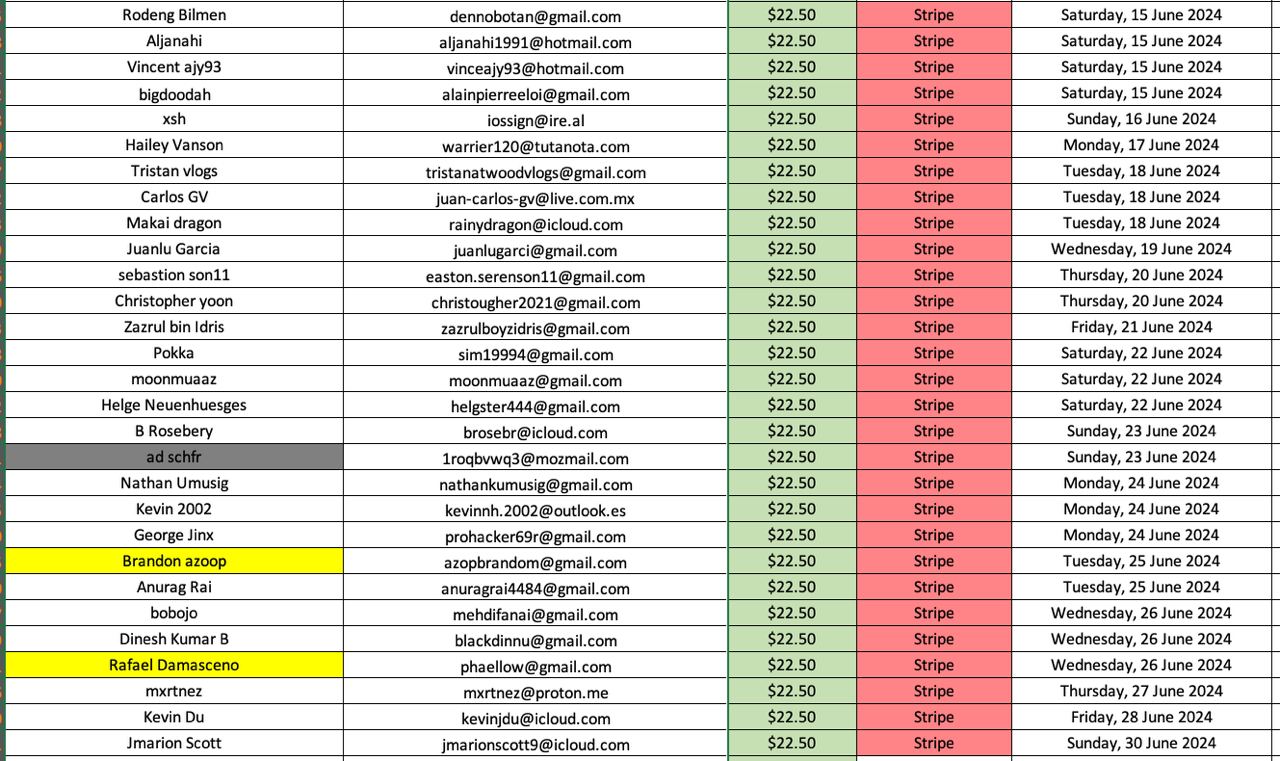 Rodeng Bilmen dennobotan@gmail.com $22.50 Stripe Saturday, 15 June 2024
Aljanahi aljanahi1991@hotmail.com $22.50 Stripe Saturday, 15 June 2024
Vincent ajy93 vinceajy93@hotmail.com $22.50 Stripe Saturday, 15 June 2024
bigdoodah alainpierreeloi@gmail.com $22.50 Stripe Saturday, 15 June 2024
xsh iossign@ire.al $22.50 Stripe Sunday, 16 June 2024
Hailey Vanson warrier120@tutanota.com $22.50 Stripe Monday, 17 June 2024
Tristan vlogs tristanatwoodvlogs@gmail.com $22.50 Stripe Tuesday, 18 June 2024
Carlos GV juan-carlos-gv@live.com.mx $22.50 Stripe Tuesday, 18 June 2024
Makai dragon rainydragon@icloud.com $22.50 Stripe Tuesday, 18 June 2024
Juanlu Garcia juanlugarci@gmail.com $22.50 Stripe Wednesday, 19 June 2024
sebastion son11 easton.serenson11@gmail.com $22.50 Stripe Thursday, 20 June 2024
Christopher yoon christougher2021@gmail.com $22.50 Stripe Thursday, 20 June 2024
Zazrul bin Idris zazrulboyzidris@gmail.com $22.50 Stripe Friday, 21 June 2024
Pokka sim19994@gmail.com $22.50 Stripe Saturday, 22 June 2024
moonmuaaz moonmuaaz@gmail.com $22.50 Stripe Saturday, 22 June 2024
Helge Neuenhuesges helgster444@gmail.com $22.50 Stripe Saturday, 22 June 2024
B Rosebery brosebr@icloud.com $22.50 Stripe Sunday, 23 June 2024
ad schfr 1roqbvwq3@mozmail.com $22.50 Stripe Sunday, 23 June 2024
Nathan Umusig nathankumusig@gmail.com $22.50 Stripe Monday, 24 June 2024
Kevin 2002 kevinnh.2002@outlook.es $22.50 Stripe Monday, 24 June 2024
George Jinx prohacker69r@gmail.com $22.50 Stripe Monday, 24 June 2024
Brandon azoop azopbrandom@gmail.com $22.50 Stripe Tuesday, 25 June 2024
Anurag Rai anuragrai4484@gmail.com $22.50 Stripe Tuesday, 25 June 2024
bobojo mehdifanai@gmail.com $22.50 Stripe Wednesday, 26 June 2024
Dinesh Kumar B blackdinnu@gmail.com $22.50 Stripe Wednesday, 26 June 2024
Rafael Damasceno phaellow@gmail.com $22.50 Stripe Wednesday, 26 June 2024
mxrtnez mxrtnez@proton.me $22.50 Stripe Thursday, 27 June 2024
Kevin Du kevinjdu@icloud.com $22.50 Stripe Friday, 28 June 2024
Jmarion Scott jmarionscott9@icloud.com $22.50 Stripe Sunday, 30 June 2024